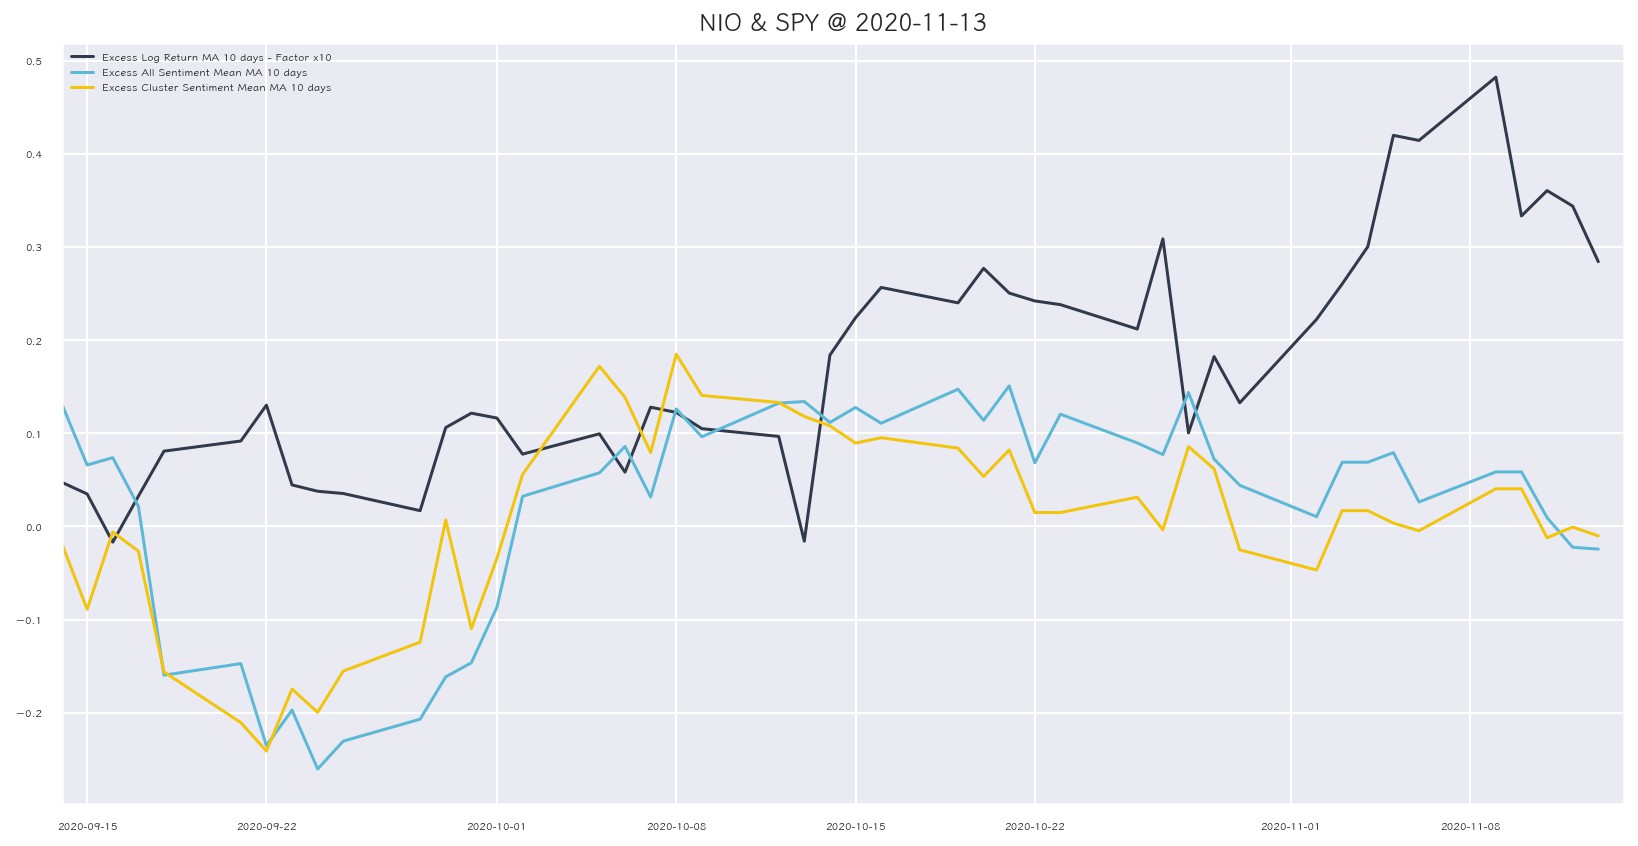 NIO & SPY @ 2020-11-13
Excess Log Return MA 10 days - Factor x10
Excess All Sentiment Mean MA 10 days
Excess Cluster Sentiment Mean MA 10 days
0.5
0.4
0.3
0.2
0.1
0.0
−0.1
−0.2
2020-09-15 2020-09-22 2020-10-01 2020-10-08 2020-10-15 2020-10-22 2020-11-01 2020-11-08